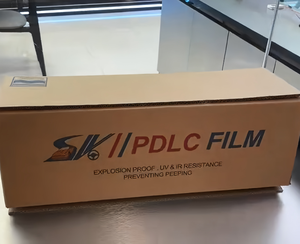 SK//PDLC FILM
EXPLOSION PROOF , UV & IR RESISTANCE
PREVENTING PEEPING